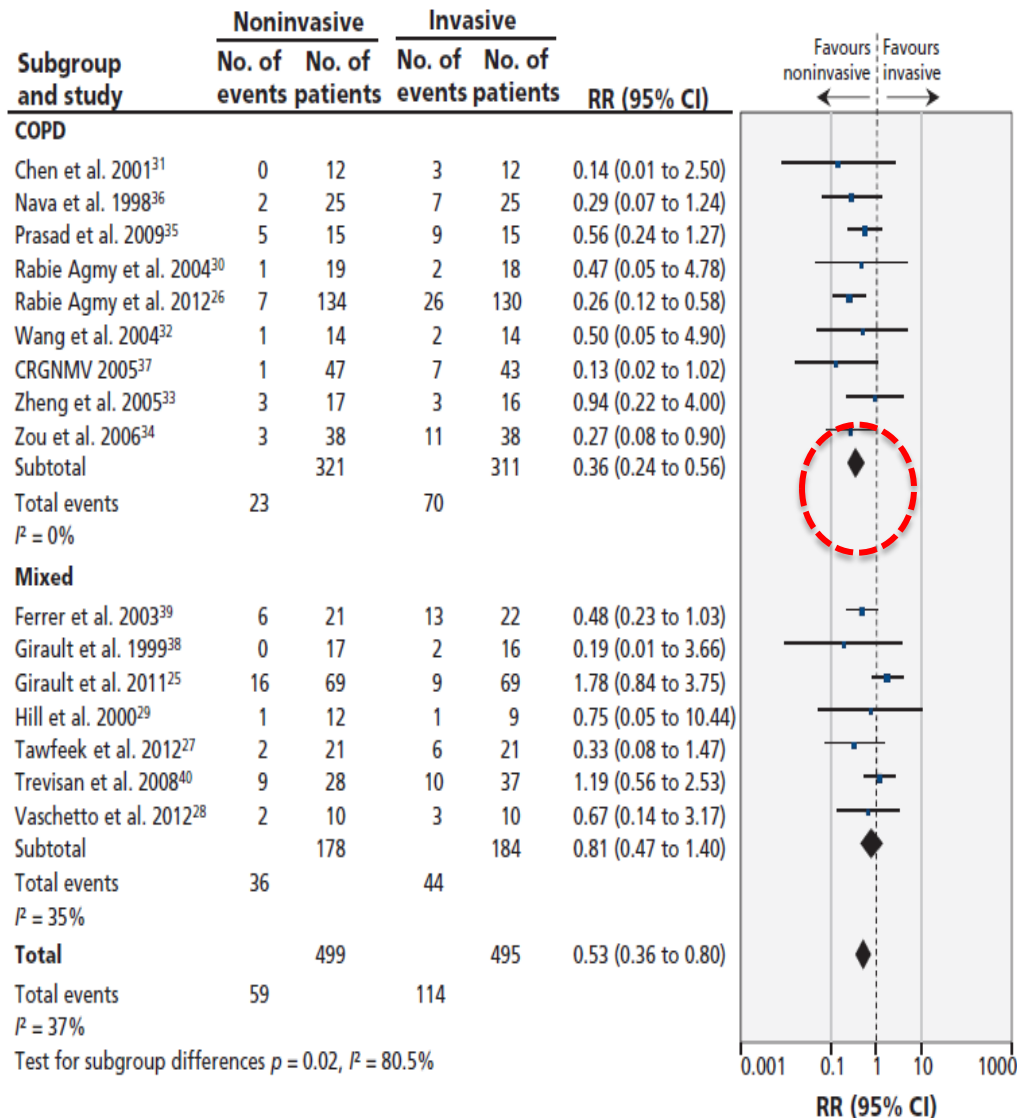 Noninvasive Invasive
Subgroup and study No. of events No. of patients No. of events No. of patients RR (95% CI) Favours noninvasive Favours invasive
COPD
Chen et al. 2001³¹ 0 12 3 12 0.14 (0.01 to 2.50)
Nava et al. 1998³⁶ 2 25 7 25 0.29 (0.07 to 1.24)
Prasad et al. 2009³⁵ 5 15 9 15 0.56 (0.24 to 1.27)
Rabie Agmy et al. 2004³⁰ 1 19 2 18 0.47 (0.05 to 4.78)
Rabie Agmy et al. 2012²⁶ 7 134 26 130 0.26 (0.12 to 0.58)
Wang et al. 2004³² 1 14 2 14 0.50 (0.05 to 4.90)
CRGNMV 2005³⁷ 1 47 7 43 0.13 (0.02 to 1.02)
Zheng et al. 2005³³ 3 17 3 16 0.94 (0.22 to 4.00)
Zou et al. 2006³⁴ 3 38 11 38 0.27 (0.08 to 0.90)
Subtotal 321 311 0.36 (0.24 to 0.56)
Total events 23 70
I² = 0%
Mixed
Ferrer et al. 2003³⁹ 6 21 13 22 0.48 (0.23 to 1.03)
Girault et al. 1999³⁸ 0 17 2 16 0.19 (0.01 to 3.66)
Girault et al. 2011²⁵ 16 69 9 69 1.78 (0.84 to 3.75)
Hill et al. 2000²⁹ 1 12 1 9 0.75 (0.05 to 10.44)
Tawfeek et al. 2012²⁷ 2 21 6 21 0.33 (0.08 to 1.47)
Trevisan et al. 2008⁴⁰ 9 28 10 37 1.19 (0.56 to 2.53)
Vaschetto et al. 2012²⁸ 2 10 3 10 0.67 (0.14 to 3.17)
Subtotal 178 184 0.81 (0.47 to 1.40)
Total events 36 44
I² = 35%
Total 499 495 0.53 (0.36 to 0.80)
Total events 59 114
I² = 37%
Test for subgroup differences p = 0.02, I² = 80.5%
0.001 0.1 1 10 1000
RR (95% CI)